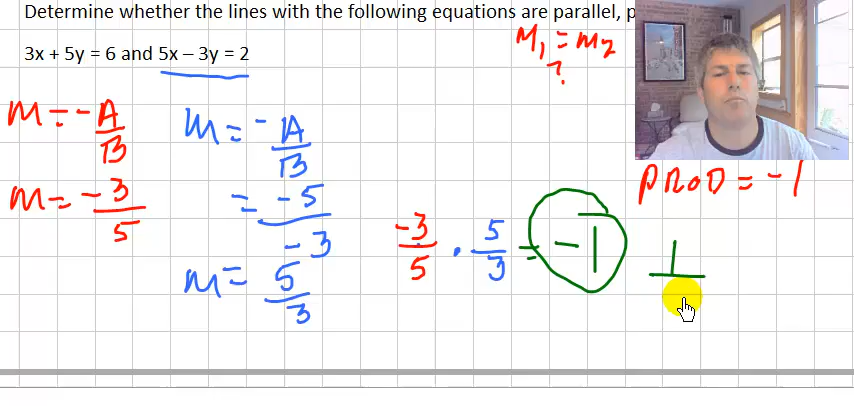 Determine whether the lines with the following equations are parallel, p
3x + 5y = 6 and 5x – 3y = 2
M₁ = m₂
?
m = -A/B
m = -3/5
m = -A/B
= -5/-3
m = 5/3
-3/5 · 5/3 = -1
PROD = -1
1